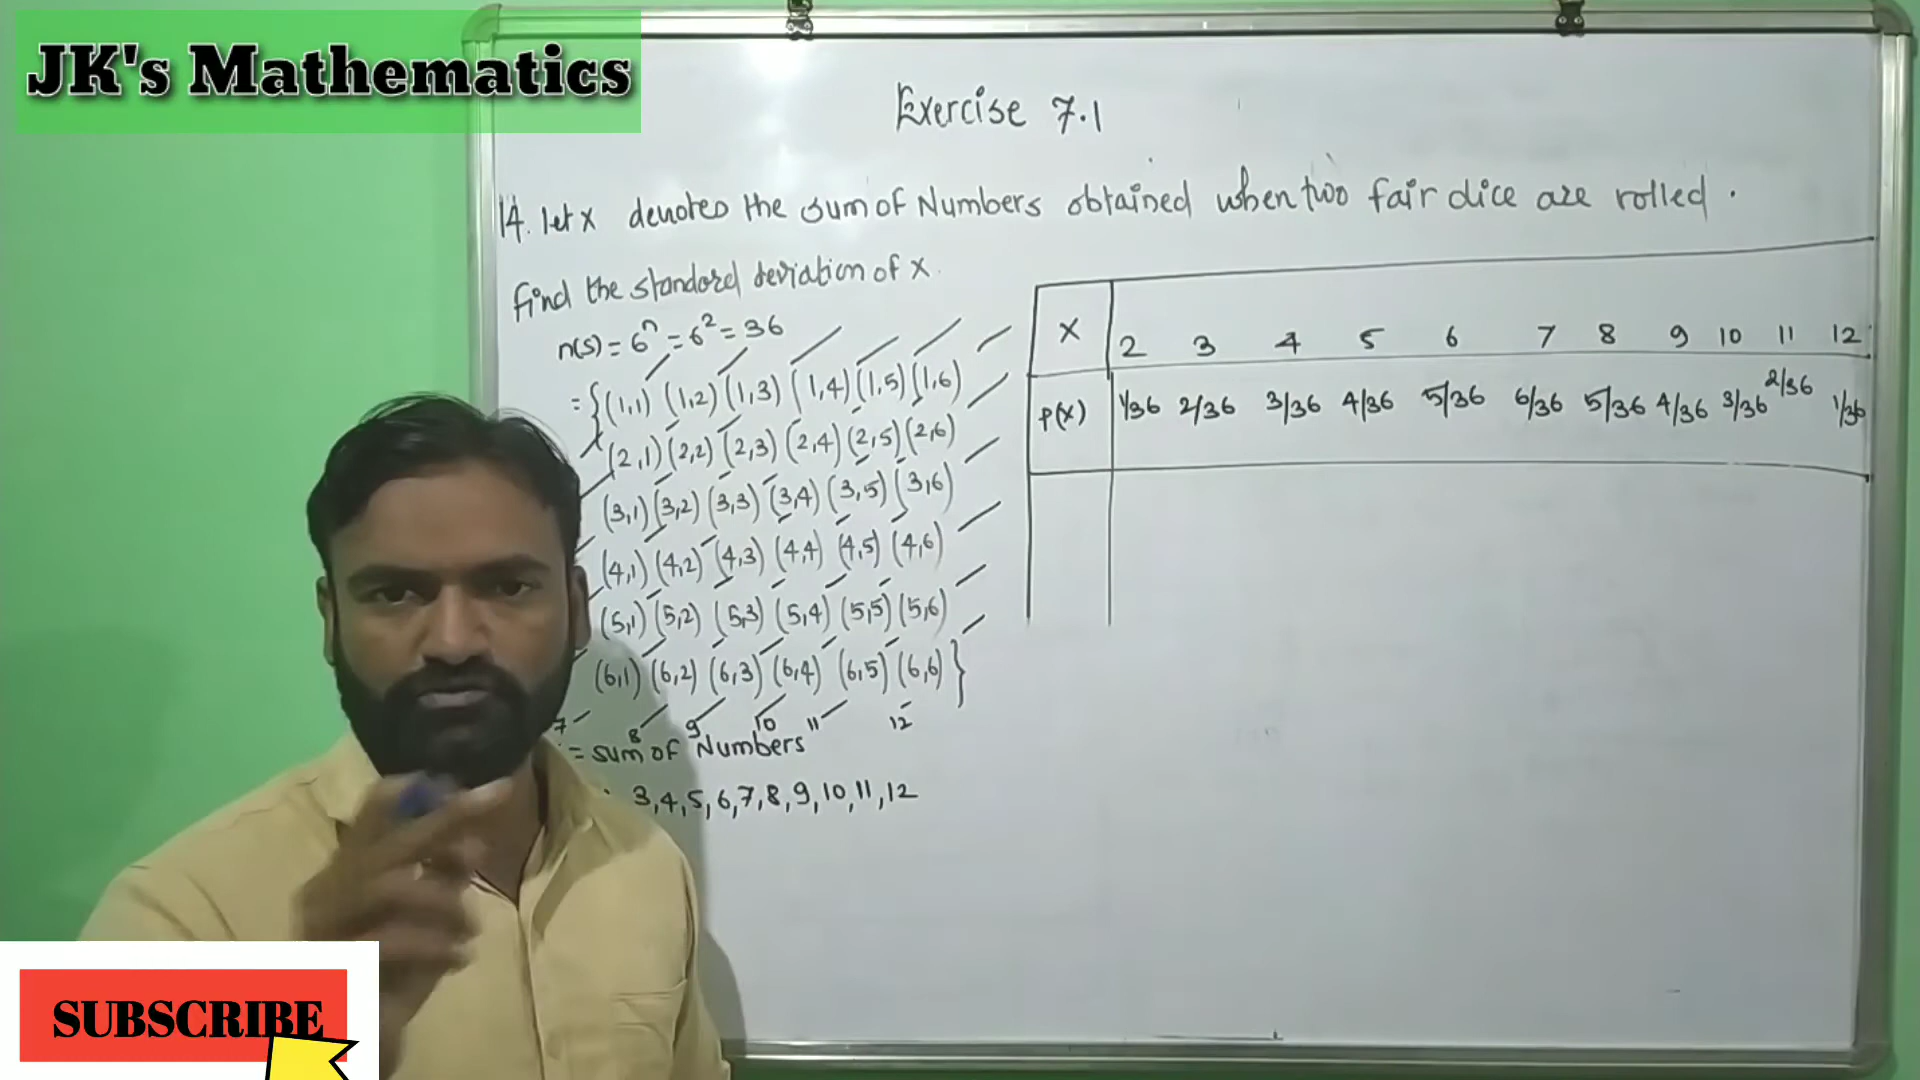 JK's Mathematics
Exercise 7.1
14. let x denotes the sum of Numbers obtained when two fair dice are rolled.
find the standard deviation of x.
n(s) = 6ⁿ = 6² = 36
= {(1,1) (1,2) (1,3) (1,4) (1,5) (1,6)
(2,1) (2,2) (2,3) (2,4) (2,5) (2,6)
(3,1) (3,2) (3,3) (3,4) (3,5) (3,6)
(4,1) (4,2) (4,3) (4,4) (4,5) (4,6)
(5,1) (5,2) (5,3) (5,4) (5,5) (5,6)
(6,1) (6,2) (6,3) (6,4) (6,5) (6,6)}
7 8 9 10 11 12
= sum of Numbers
3,4,5,6,7,8,9,10,11,12
X 2 3 4 5 6 7 8 9 10 11 12
P(X) 1/36 2/36 3/36 4/36 5/36 6/36 5/36 4/36 3/36 2/36 1/36
SUBSCRIBE